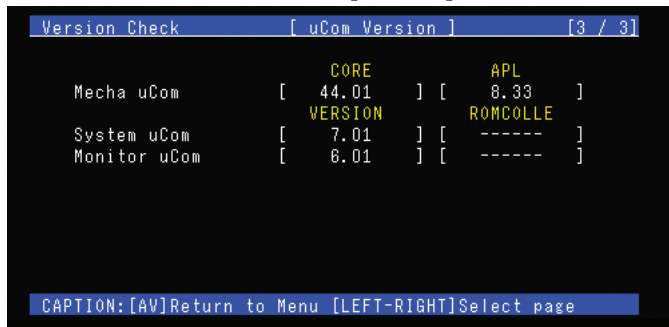 Version Check [ uCom Version ] [3 / 3]
CORE APL
Mecha uCom [ 44.01 ] [ 8.33 ]
VERSION ROMCOLLE
System uCom [ 7.01 ] [ ------ ]
Monitor uCom [ 6.01 ] [ ------ ]
CAPTION:[AV]Return to Menu [LEFT-RIGHT]Select page